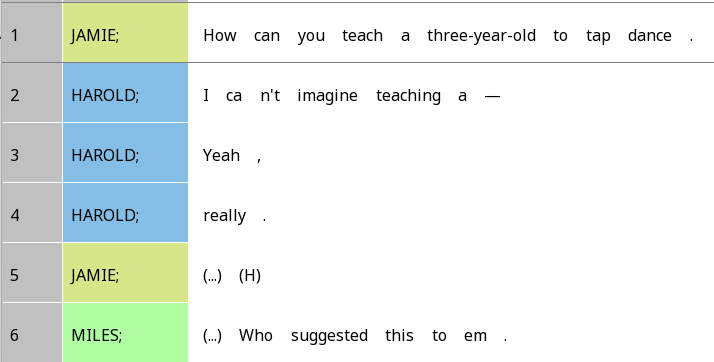 1 JAMIE; How can you teach a three-year-old to tap dance .
2 HAROLD; I ca n't imagine teaching a —
3 HAROLD; Yeah ,
4 HAROLD; really .
5 JAMIE; (...) (H)
6 MILES; (...) Who suggested this to em .